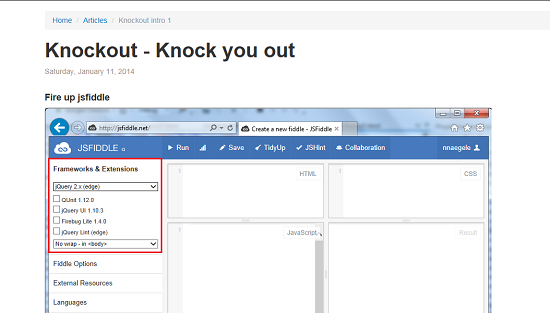 Home / Articles / Knockout intro 1
Knockout - Knock you out
Saturday, January 11, 2014
Fire up jsfiddle
http://jsfiddle.net/
Create a new fiddle - JSFiddle
JSFIDDLE
Run
Save
TidyUp
JSHint
Collaboration
nnaegele
Frameworks & Extensions
jQuery 2.x (edge)
QUnit 1.12.0
jQuery UI 1.10.3
Firebug Lite 1.4.0
jQuery Lint (edge)
No wrap - in <body>
Fiddle Options
External Resources
Languages
1
HTML
1
CSS
1
JavaScript
Result